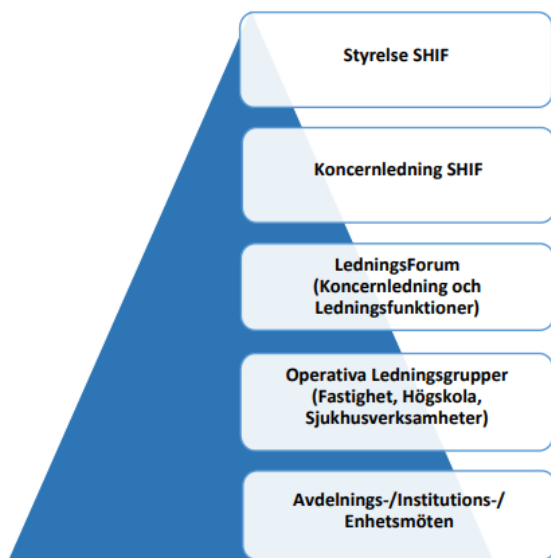 Styrelse SHIF
Koncernledning SHIF
LedningsForum
(Koncernledning och
Ledningsfunktioner)
Operativa Ledningsgrupper
(Fastighet, Högskola,
Sjukhusverksamheter)
Avdelnings-/Institutions-/
Enhetsmöten